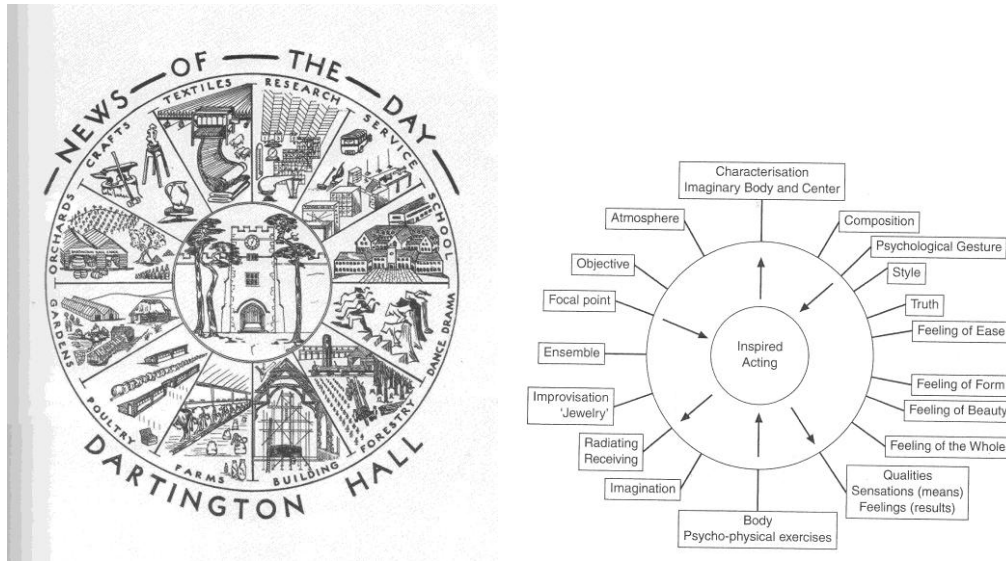 NEWS OF THE DAY
TEXTILES
RESEARCH
SERVICE
SCHOOL
DANCE DRAMA
FORESTRY
BUILDING
FARMS
POULTRY
GARDENS
ORCHARDS
CRAFTS
DARTINGTON HALL
Characterisation
Imaginary Body and Center
Composition
Psychological Gesture
Style
Truth
Feeling of Ease
Feeling of Form
Feeling of Beauty
Feeling of the Whole
Qualities
Sensations (means)
Feelings (results)
Body
Psycho-physical exercises
Imagination
Radiating
Receiving
Improvisation
'Jewelry'
Ensemble
Focal point
Objective
Atmosphere
Inspired
Acting